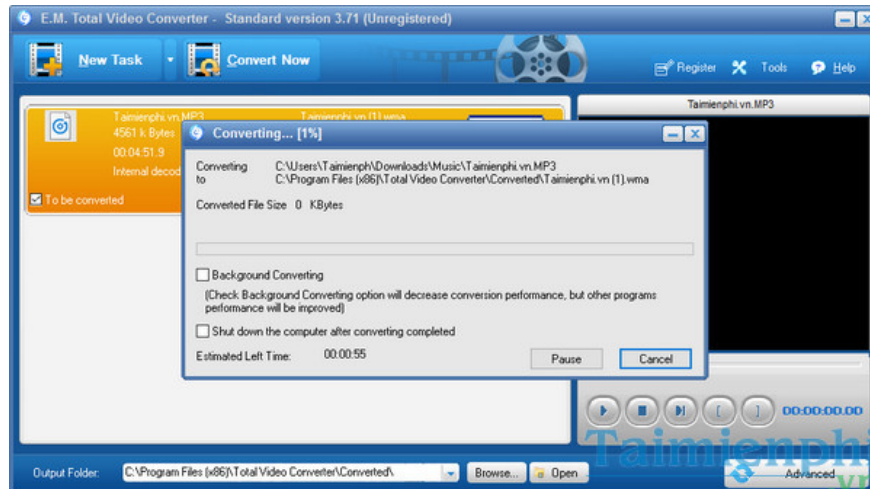 E.M. Total Video Converter - Standard version 3.71 (Unregistered)
New Task
Convert Now
Register
Tools
Help
Taimienphi.vn.MP3
Taimienphi.vn.MP3 Taimienphi.vn (1).wma
4561 k Bytes
00:04:51.9
Internal decod
To be converted
Converting... [1%]
Converting C:\Users\Taimienph\Downloads\Music\Taimienphi.vn.MP3
to C:\Program Files (x86)\Total Video Converter\Converted\Taimienphi.vn (1).wma
Converted File Size 0 KBytes
Background Converting
(Check Background Converting option will decrease conversion performance, but other programs
performance will be improved)
Shut down the computer after converting completed
Estimated Left Time: 00:00:55
Pause
Cancel
00:00:00.00
Taimienphi
.vn
Output Folder: C:\Program Files (x86)\Total Video Converter\Converted\
Browse...
Open
Advanced